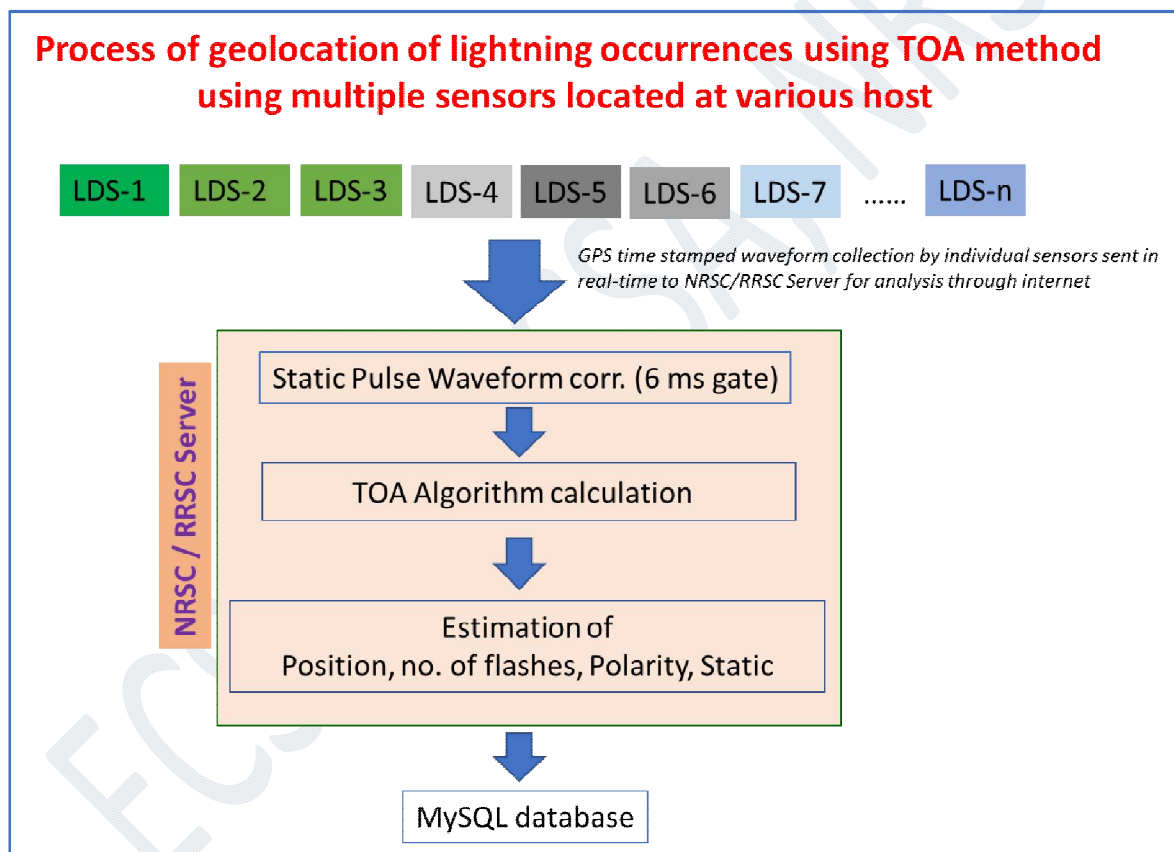 Process of geolocation of lightning occurrences using TOA method
using multiple sensors located at various host
LDS-1 LDS-2 LDS-3 LDS-4 LDS-5 LDS-6 LDS-7 ...... LDS-n
GPS time stamped waveform collection by individual sensors sent in
real-time to NRSC/RRSC Server for analysis through internet
NRSC / RRSC Server
Static Pulse Waveform corr. (6 ms gate)
TOA Algorithm calculation
Estimation of
Position, no. of flashes, Polarity, Static
MySQL database